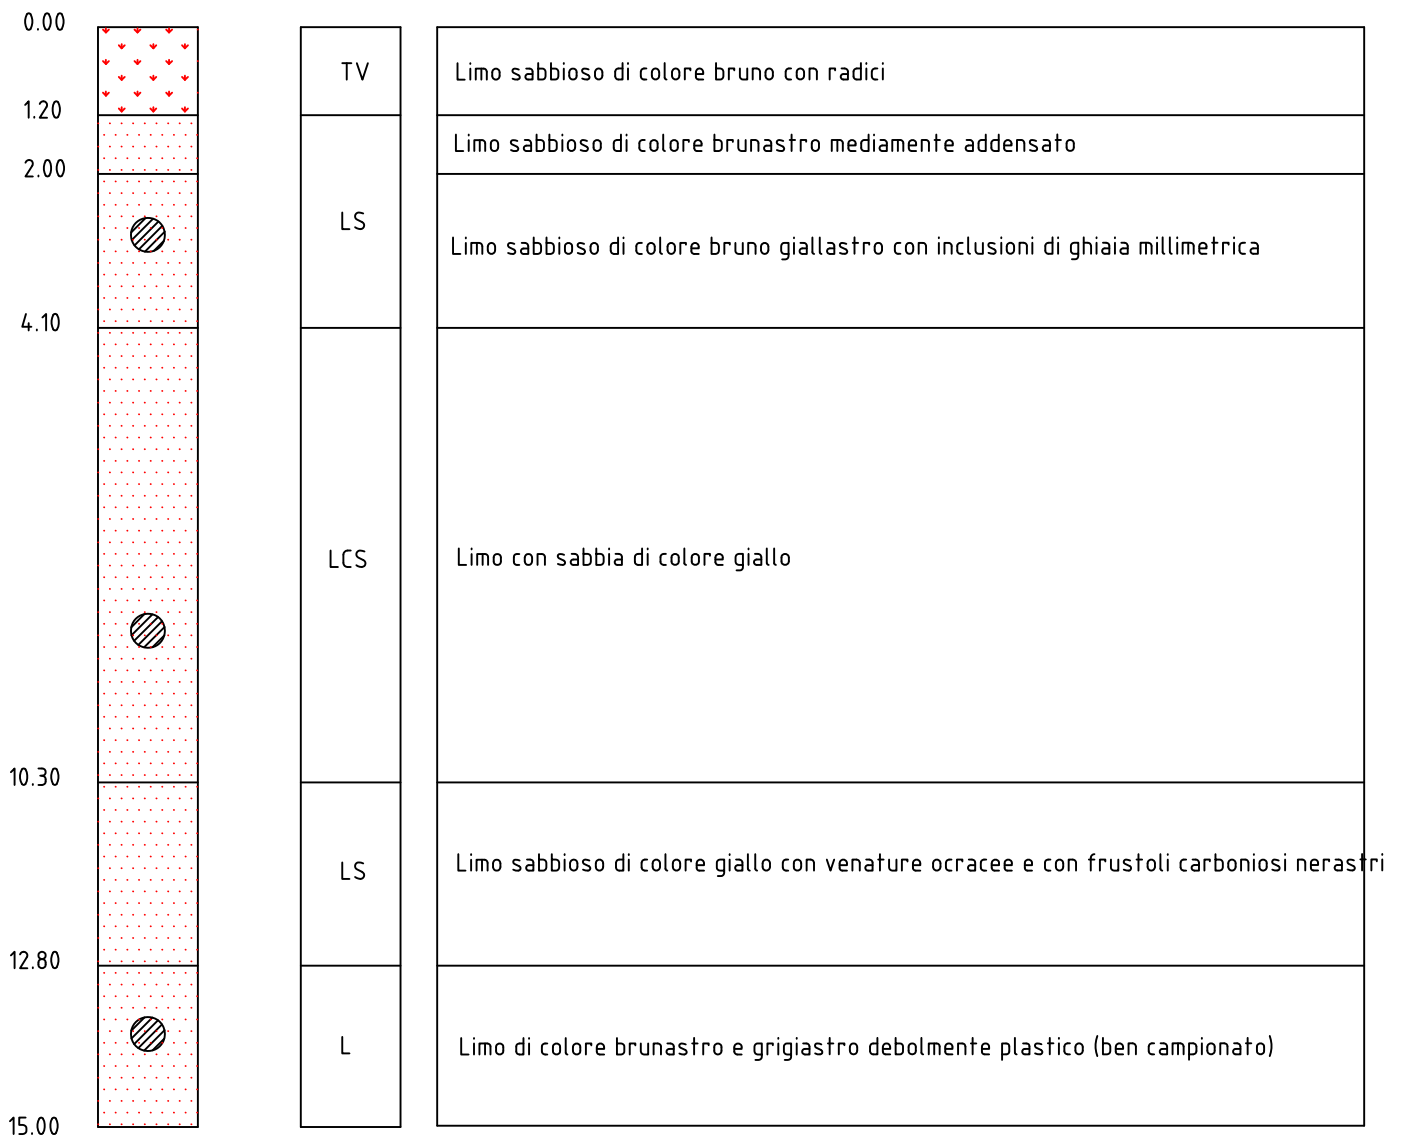 0.00
TV
Limo sabbioso di colore bruno con radici
1.20
Limo sabbioso di colore brunastro mediamente addensato
2.00
LS
Limo sabbioso di colore bruno giallastro con inclusioni di ghiaia millimetrica
4.10
LCS
Limo con sabbia di colore giallo
10.30
LS
Limo sabbioso di colore giallo con venature ocracee e con frustoli carboniosi nerastri
12.80
L
Limo di colore brunastro e grigiastro debolmente plastico (ben campionato)
15.00